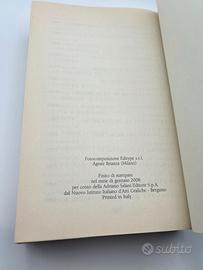 Fotocomposizione Editype s.r.l.
Agrate Brianza (Milano)
Finito di stampare
nel mese di gennaio 2008
per conto della Adriano Salani Editore S.p.A.
dal Nuovo Istituto Italiano d'Arti Grafiche - Bergamo
Printed in Italy
subito